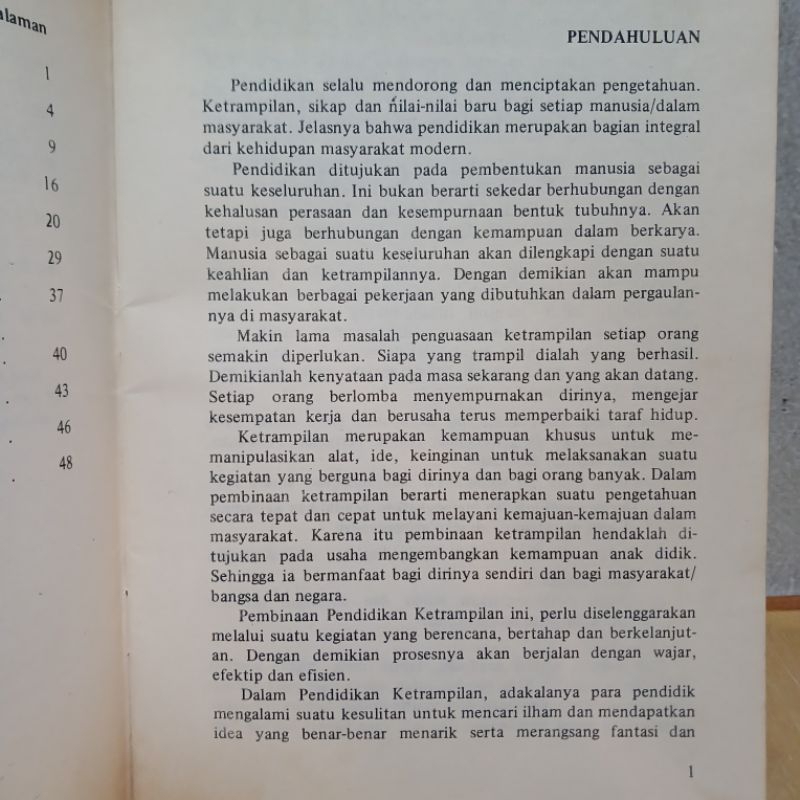 alaman
1
4
9
16
20
29
37
40
43
46
48
PENDAHULUAN
Pendidikan selalu mendorong dan menciptakan pengetahuan.
Ketrampilan, sikap dan nilai-nilai baru bagi setiap manusia/dalam
masyarakat. Jelasnya bahwa pendidikan merupakan bagian integral
dari kehidupan masyarakat modern.
Pendidikan ditujukan pada pembentukan manusia sebagai
suatu keseluruhan. Ini bukan berarti sekedar berhubungan dengan
kehalusan perasaan dan kesempurnaan bentuk tubuhnya. Akan
tetapi juga berhubungan dengan kemampuan dalam berkarya.
Manusia sebagai suatu keseluruhan akan dilengkapi dengan suatu
keahlian dan ketrampilannya. Dengan demikian akan mampu
melakukan berbagai pekerjaan yang dibutuhkan dalam pergaulan-
nya di masyarakat.
Makin lama masalah penguasaan ketrampilan setiap orang
semakin diperlukan. Siapa yang trampil dialah yang berhasil.
Demikianlah kenyataan pada masa sekarang dan yang akan datang.
Setiap orang berlomba menyempurnakan dirinya, mengejar
kesempatan kerja dan berusaha terus memperbaiki taraf hidup.
Ketrampilan merupakan kemampuan khusus untuk me-
manipulasikan alat, ide, keinginan untuk melaksanakan suatu
kegiatan yang berguna bagi dirinya dan bagi orang banyak. Dalam
pembinaan ketrampilan berarti menerapkan suatu pengetahuan
secara tepat dan cepat untuk melayani kemajuan-kemajuan dalam
masyarakat. Karena itu pembinaan ketrampilan hendaklah di-
tujukan pada usaha mengembangkan kemampuan anak didik.
Sehingga ia bermanfaat bagi dirinya sendiri dan bagi masyarakat/
bangsa dan negara.
Pembinaan Pendidikan Ketrampilan ini, perlu diselenggarakan
melalui suatu kegiatan yang berencana, bertahap dan berkelanjut-
an. Dengan demikian prosesnya akan berjalan dengan wajar,
efektip dan efisien.
Dalam Pendidikan Ketrampilan, adakalanya para pendidik
mengalami suatu kesulitan untuk mencari ilham dan mendapatkan
idea yang benar-benar menarik serta merangsang fantasi dan
1